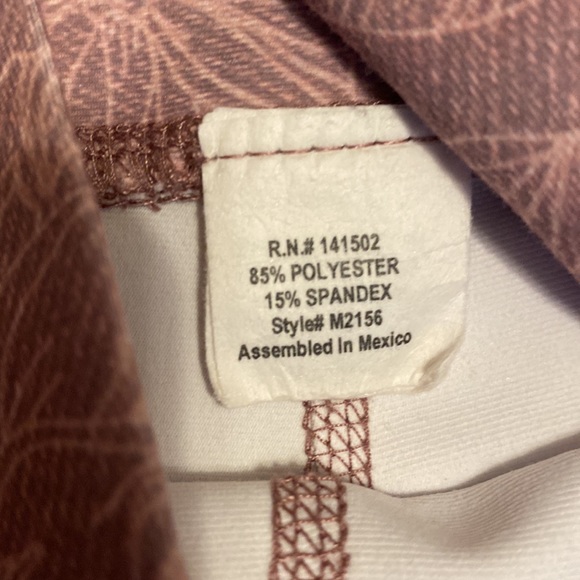 R.N.# 141502
85% POLYESTER
15% SPANDEX
Style# M2156
Assembled In Mexico